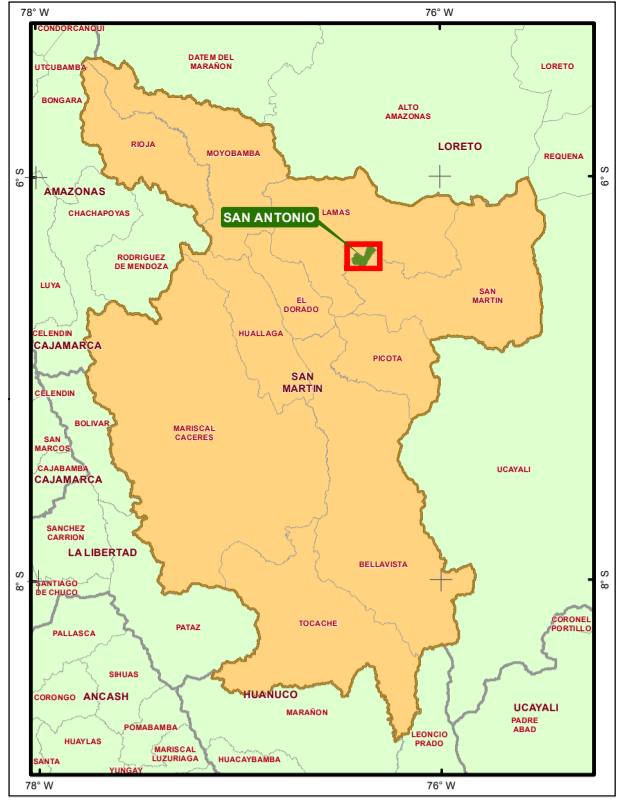 78° W
76° W
CONDORCANQUI
DATEM DEL
MARAÑON
UTCUBAMBA
LORETO
BONGARA
ALTO
AMAZONAS
RIOJA
LORETO
MOYOBAMBA
REQUENA
6° S
6° S
AMAZONAS
CHACHAPOYAS
LAMAS
SAN ANTONIO
RODRIGUEZ
DE MENDOZA
LUYA
SAN
MARTIN
EL
DORADO
CELENDIN
HUALLAGA
CAJAMARCA
PICOTA
SAN
MARTIN
CELENDIN
BOLIVAR
MARISCAL
CACERES
SAN
MARCOS
CAJABAMBA
UCAYALI
CAJAMARCA
SANCHEZ
CARRION
LA LIBERTAD
BELLAVISTA
8° S
8° S
SANTIAGO
DE CHUCO
CORONEL
PORTILLO
PALLASCA
PATAZ
TOCACHE
SIHUAS
CORONGO
ANCASH
HUANUCO
MARAÑON
UCAYALI
PADRE
ABAD
POMABAMBA
LEONCIO
PRADO
HUAYLAS
MARISCAL
LUZURIAGA
HUACAYBAMBA
SANTA
YUNGAY
78° W
76° W